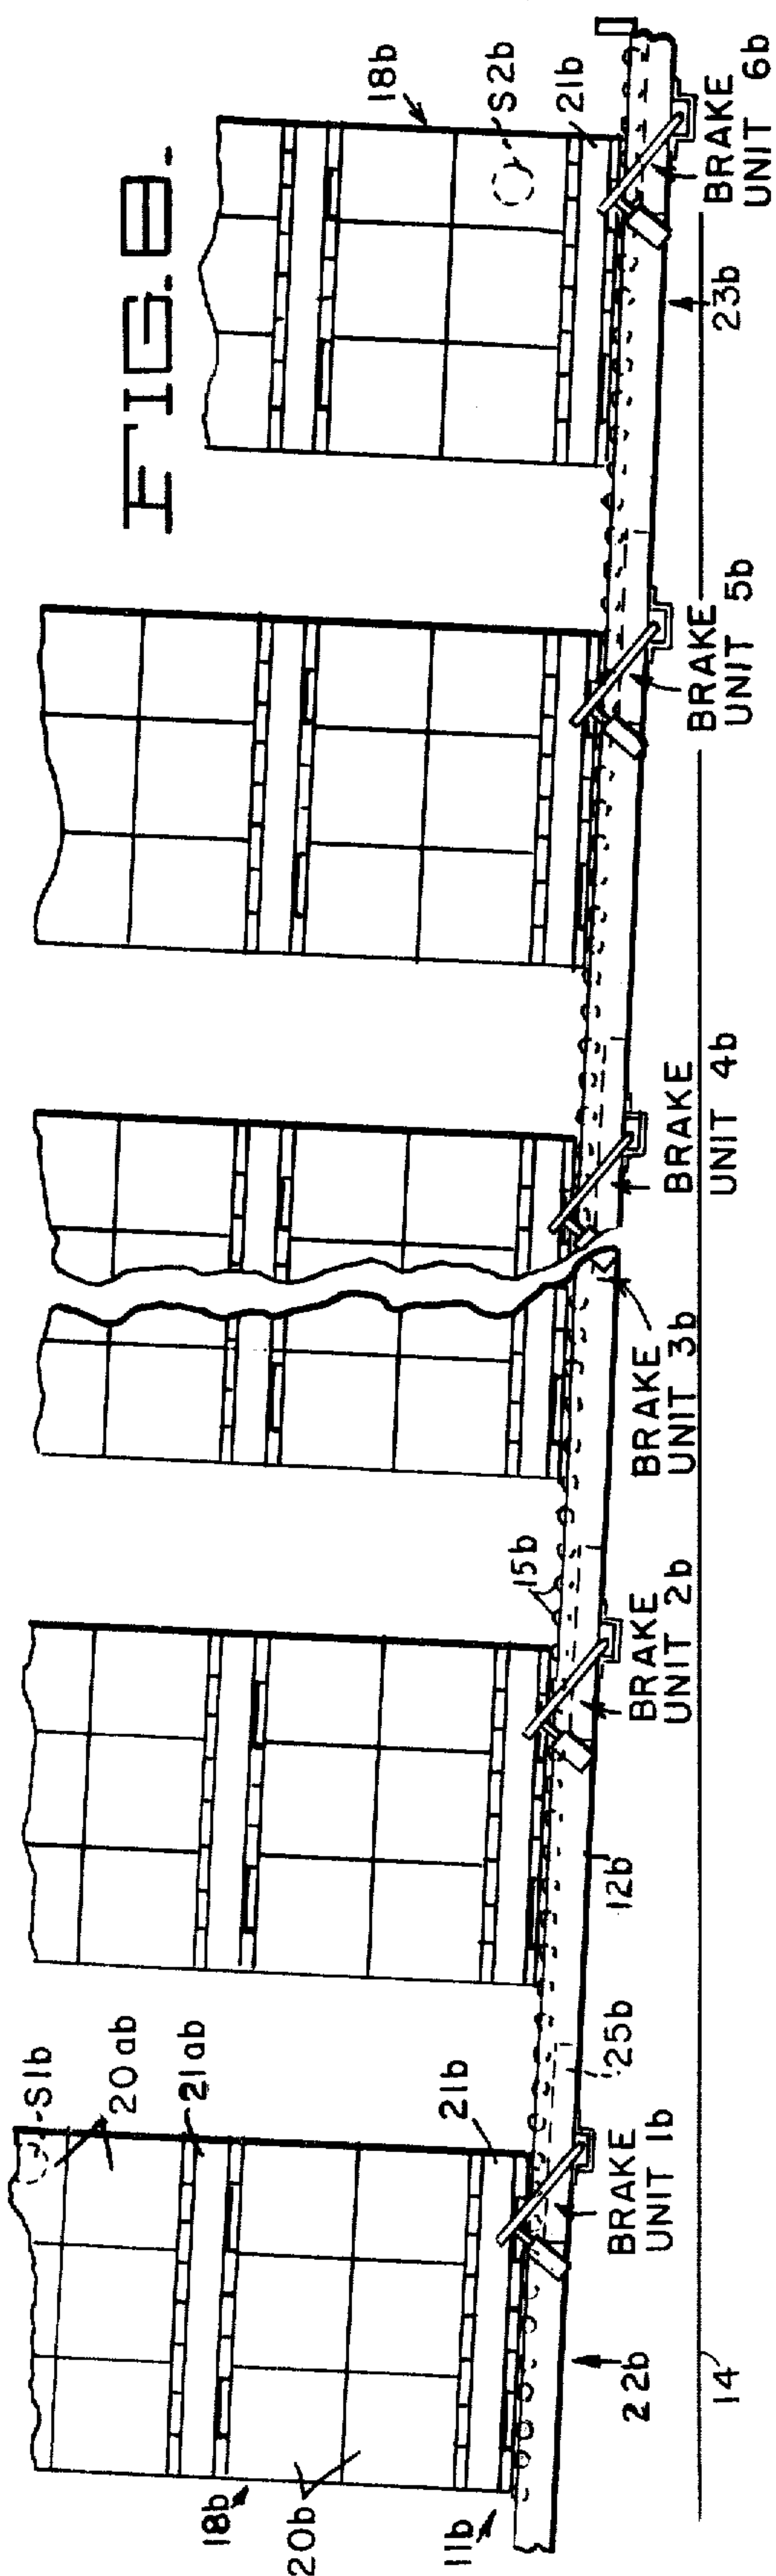 FIG. 8.
S1b
20ab
21ab
21b
18b
20b
11b
22b
14
BRAKE
UNIT 1b
25b
12b
BRAKE
UNIT 2b
15b
BRAKE
UNIT 3b
BRAKE
UNIT 4b
BRAKE
UNIT 5b
23b
BRAKE
UNIT 6b
18b
S2b
21b